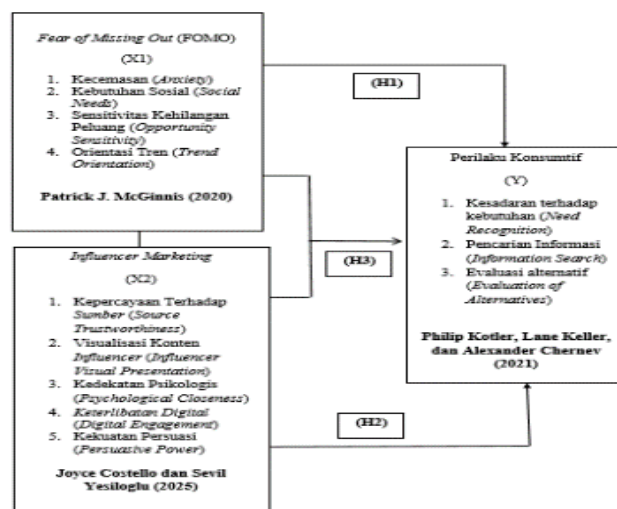 Fear of Missing Out (FOMO)
(X1)
1. Kecemasan (Anxiety)
2. Kebutuhan Sosial (Social
Needs)
3. Sensitivitas Kehilangan
Peluang (Opportunity
Sensitivity)
4. Orientasi Tren (Trend
Orientation)
Patrick J. McGinnis (2020)
Influencer Marketing
(X2)
1. Kepercayaan Terhadap
Sumber (Source
Trustworthiness)
2. Visualisasi Konten
Influencer (Influencer
Visual Presentation)
3. Kedekatan Psikologis
(Psychological Closeness)
4. Keterlibatan Digital
(Digital Engagement)
5. Kekuatan Persuasi
(Persuasive Power)
Joyce Costello dan Sevil
Yesiloglu (2025)
(H1)
(H3)
(H2)
Perilaku Konsumtif
(Y)
1. Kesadaran terhadap
kebutuhan (Need
Recognition)
2. Pencarian Informasi
(Information Search)
3. Evaluasi alternatif
(Evaluation of
Alternatives)
Philip Kotler, Lane Keller,
dan Alexander Chernev
(2021)